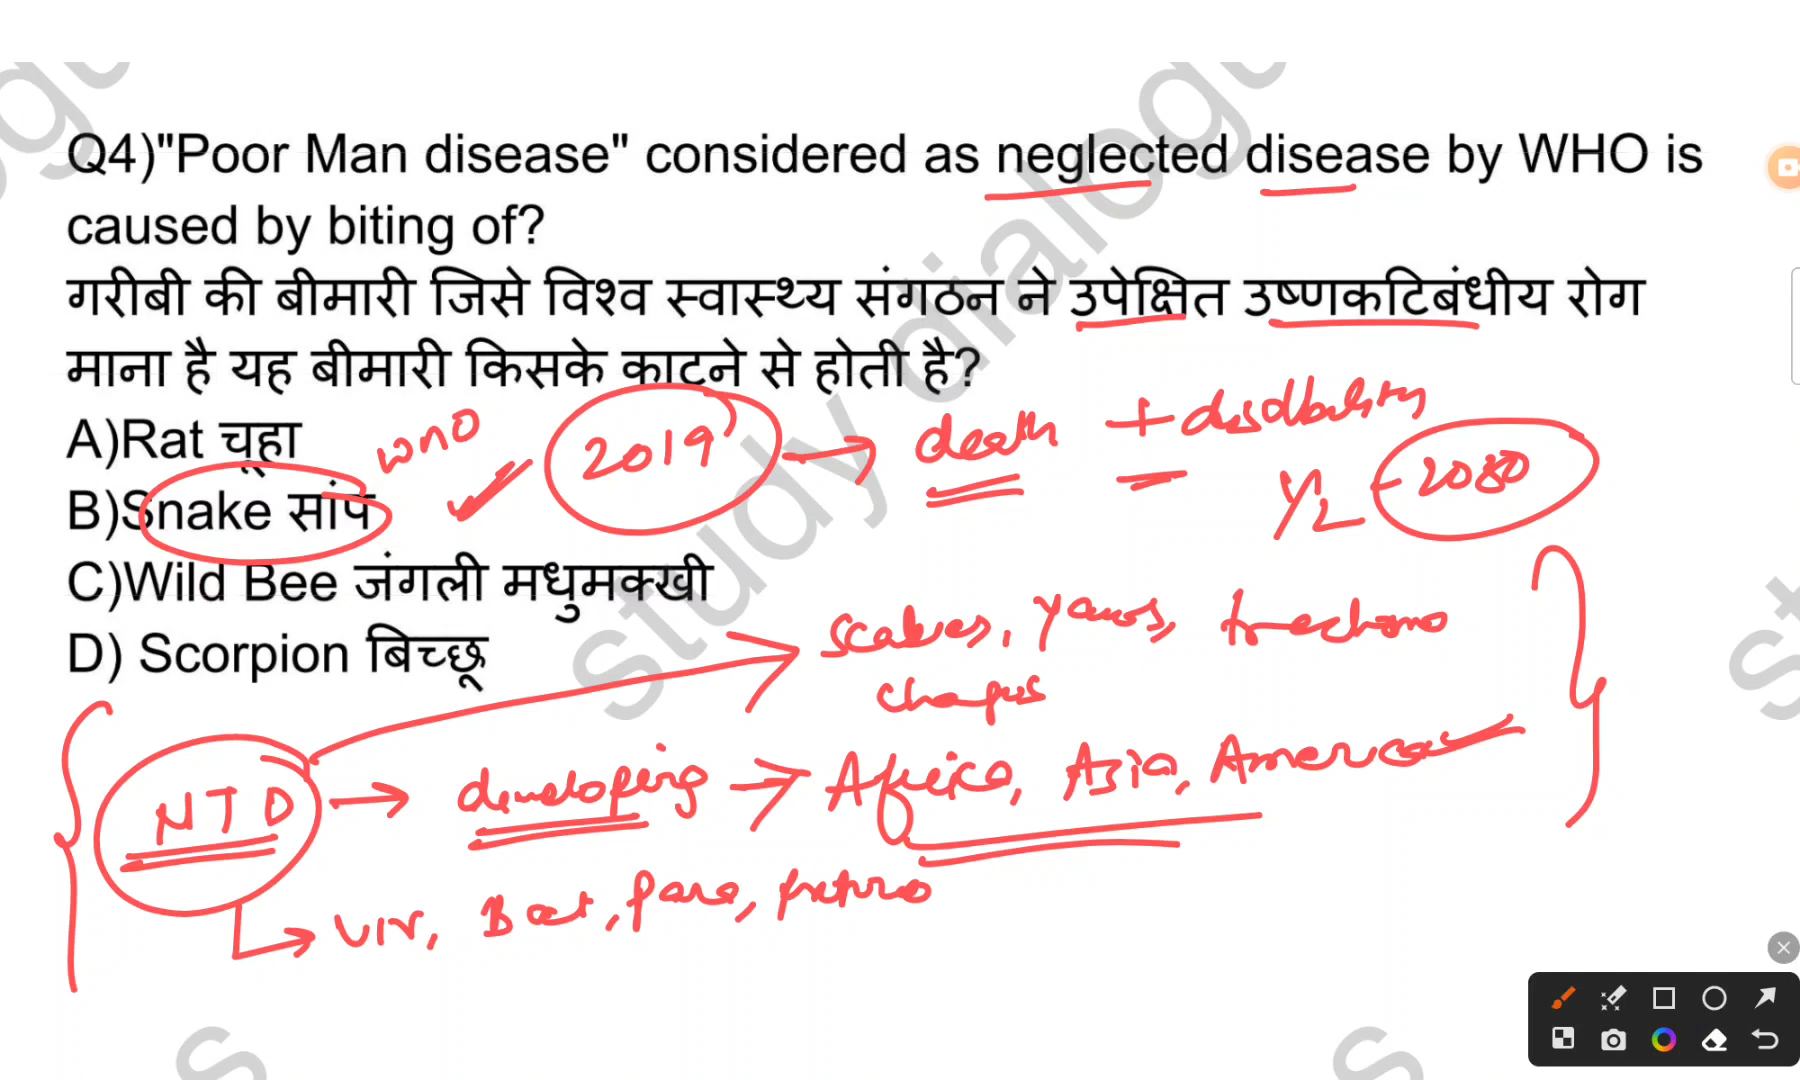 Q4)"Poor Man disease" considered as neglected disease by WHO is
caused by biting of?
गरीबी की बीमारी जिसे विश्व स्वास्थ्य संगठन ने उपेक्षित उष्णकटिबंधीय रोग
माना है यह बीमारी किसके काटने से होती है?
A)Rat चूहा
WHO
2019
death + disability
B)Snake सांप
1/2
C)Wild Bee जंगली मधुमक्खी
scabies, yaws,
D) Scorpion बिच्छू
NTD
developing
Africa, Asia, America
vir, Bact, Para,
study dialogu